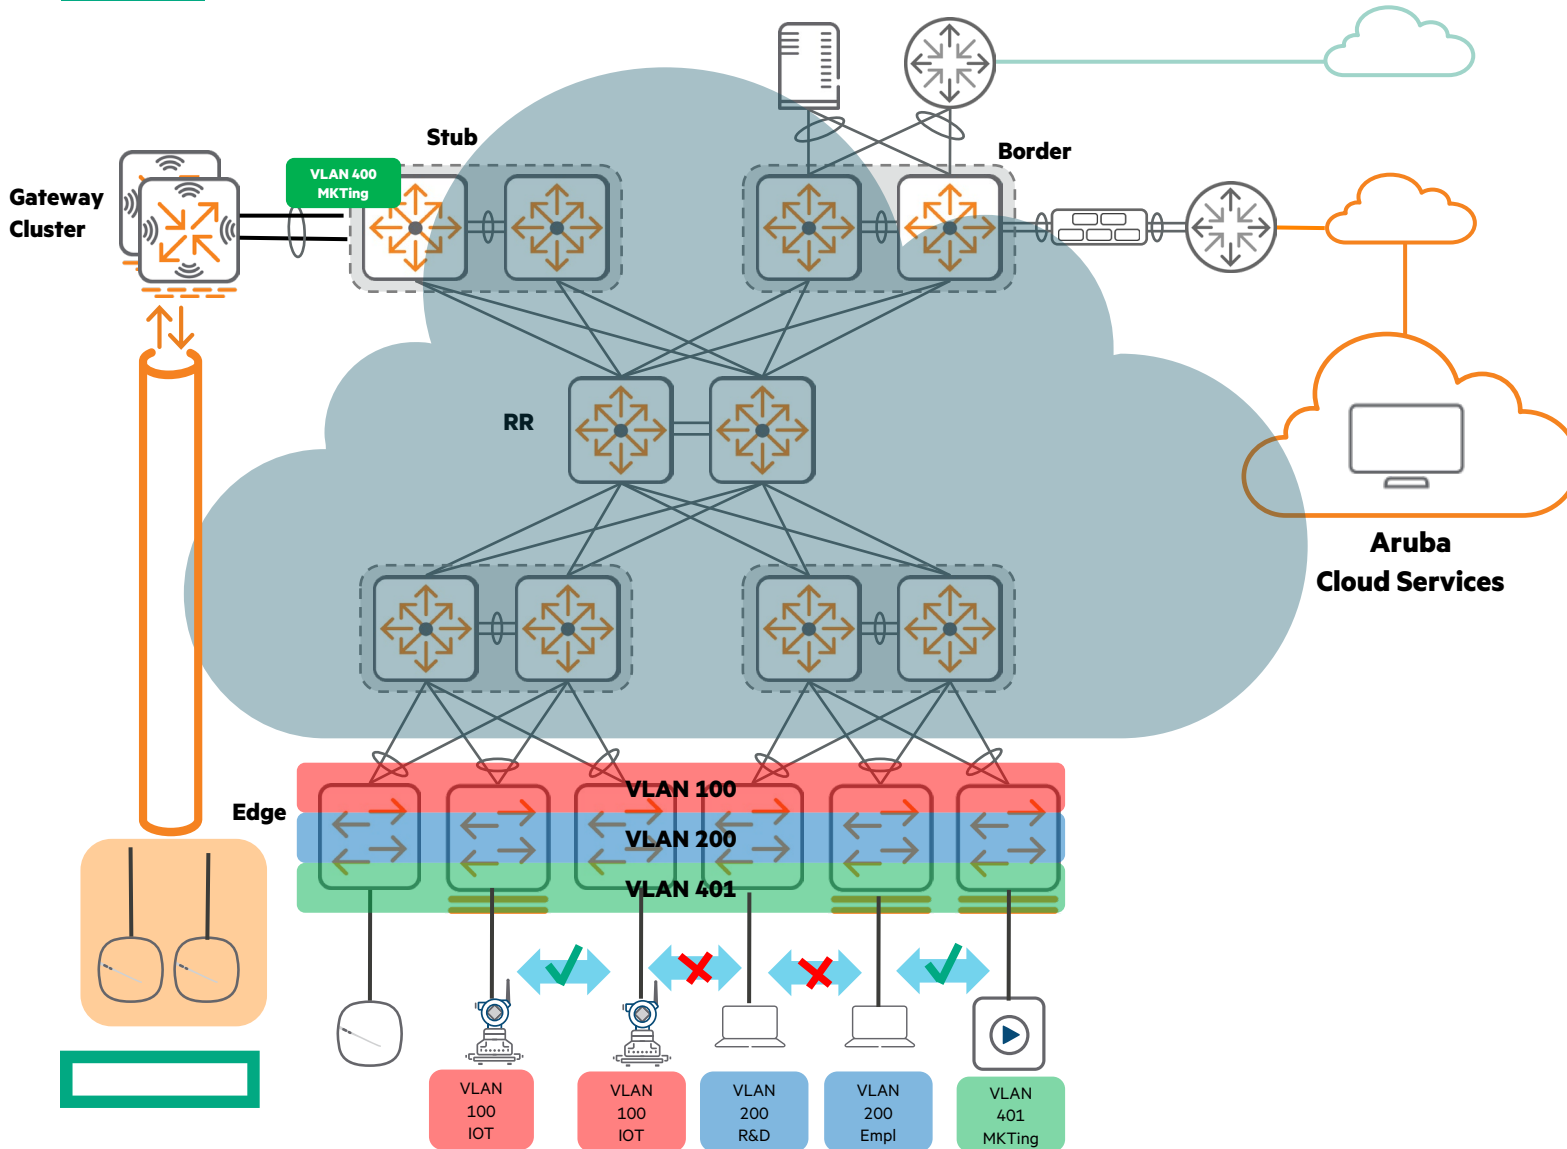 Stub
Border
VLAN 400
MKTing
Gateway
Cluster
RR
Aruba
Cloud Services
VLAN 100
Edge
VLAN 200
VLAN 401
VLAN
100
IOT
VLAN
100
IOT
VLAN
200
R&D
VLAN
200
Empl
VLAN
401
MKTing